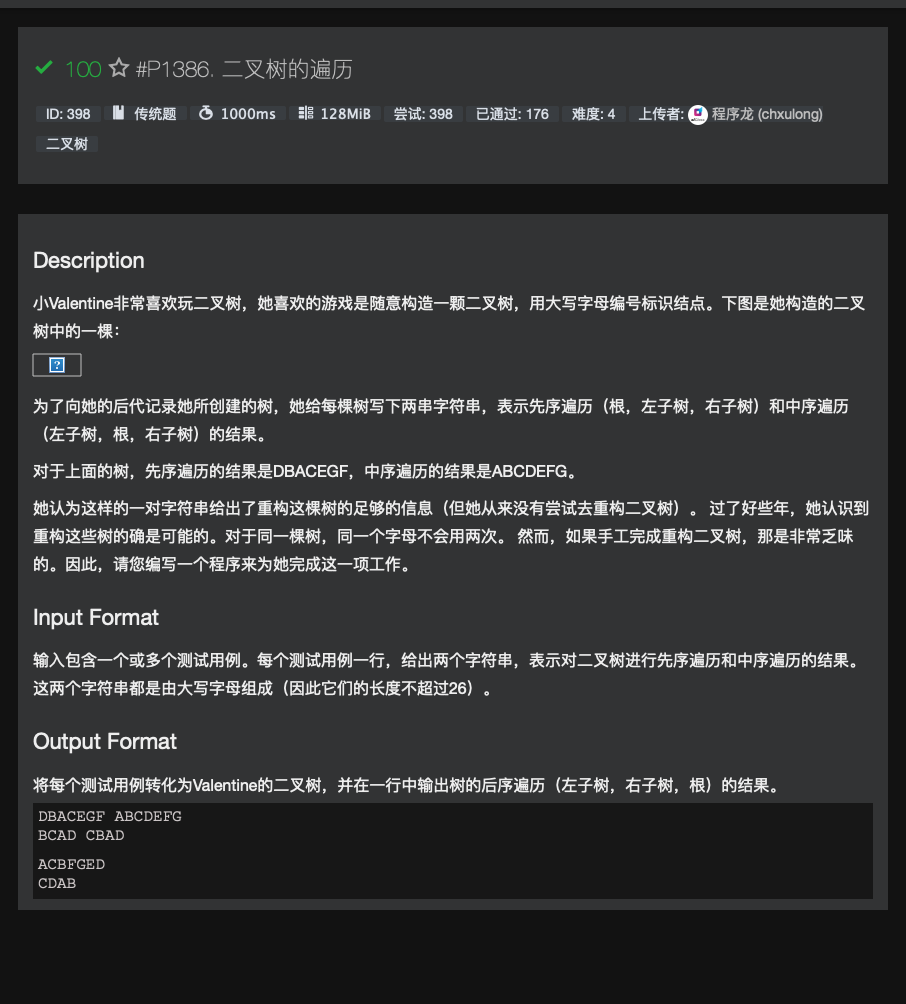 100 #P1386. 二叉树的遍历
ID: 398 传统题 1000ms 128MiB 尝试: 398 已通过: 176 难度: 4 上传者: 程序龙 (chxulong)
二叉树
Description
小Valentine非常喜欢玩二叉树，她喜欢的游戏是随意构造一颗二叉树，用大写字母编号标识结点。下图是她构造的二叉
树中的一棵：
为了向她的后代记录她所创建的树，她给每棵树写下两串字符串，表示先序遍历（根，左子树，右子树）和中序遍历
（左子树，根，右子树）的结果。
对于上面的树，先序遍历的结果是DBACEGF，中序遍历的结果是ABCDEFG。
她认为这样的一对字符串给出了重构这棵树的足够的信息（但她从来没有尝试去重构二叉树）。 过了好些年，她认识到
重构这些树的确是可能的。对于同一棵树，同一个字母不会用两次。 然而，如果手工完成重构二叉树，那是非常乏味
的。因此，请您编写一个程序来为她完成这一项工作。
Input Format
输入包含一个或多个测试用例。每个测试用例一行，给出两个字符串，表示对二叉树进行先序遍历和中序遍历的结果。
这两个字符串都是由大写字母组成（因此它们的长度不超过26）。
Output Format
将每个测试用例转化为Valentine的二叉树，并在一行中输出树的后序遍历（左子树，右子树，根）的结果。
DBACEGF ABCDEFG
BCAD CBAD
ACBFGED
CDAB